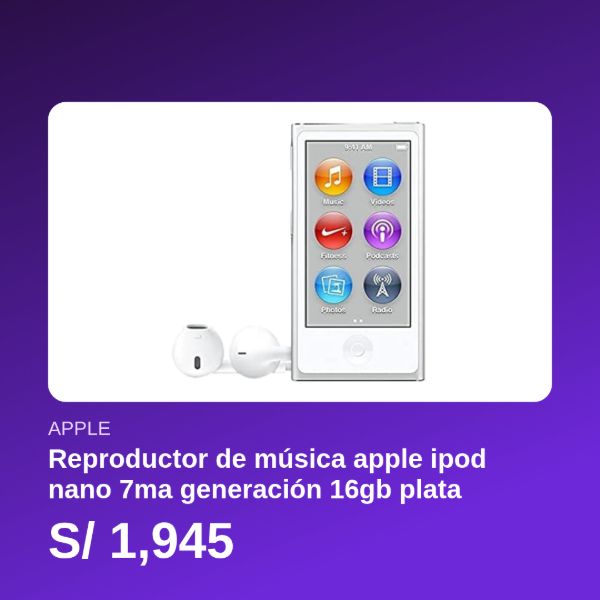 9:41 AM
Music
Videos
Fitness
Podcasts
Photos
Radio
APPLE
Reproductor de música apple ipod
nano 7ma generación 16gb plata
S/ 1,945